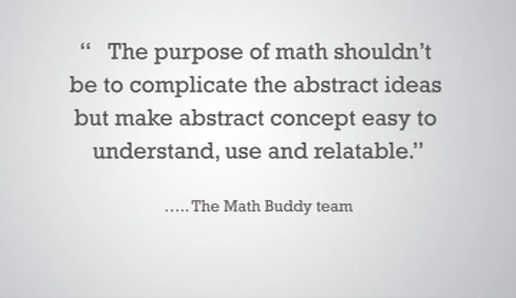 “ The purpose of math shouldn’t
be to complicate the abstract ideas
but make abstract concept easy to
understand, use and relatable.”
.....The Math Buddy team